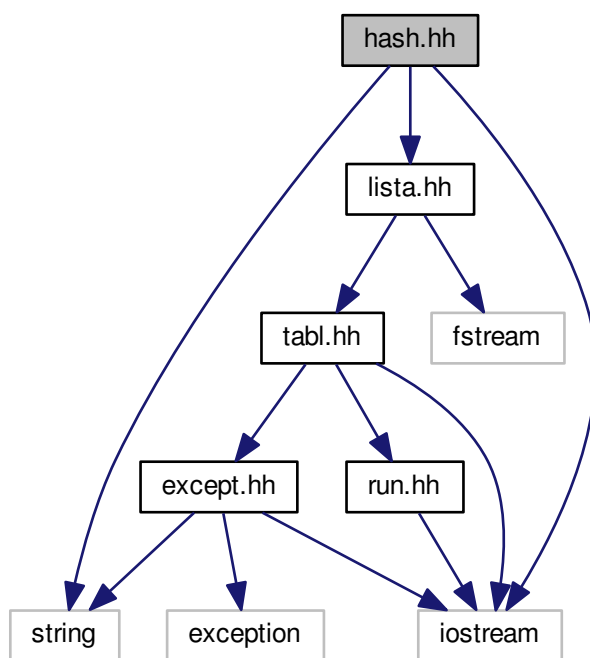 hash.hh
lista.hh
tabl.hh
fstream
except.hh
run.hh
string
exception
iostream